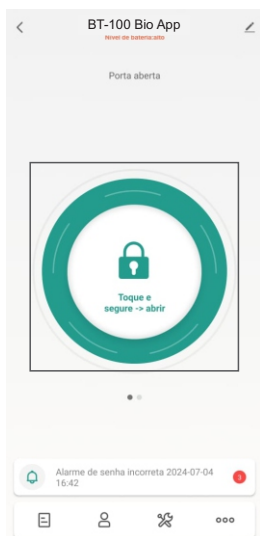 BT-100 Bio App
Nível de bateria:alto
Porta aberta
Toque e
segure -> abrir
Alarme de senha incorreta 2024-07-04
16:42
3